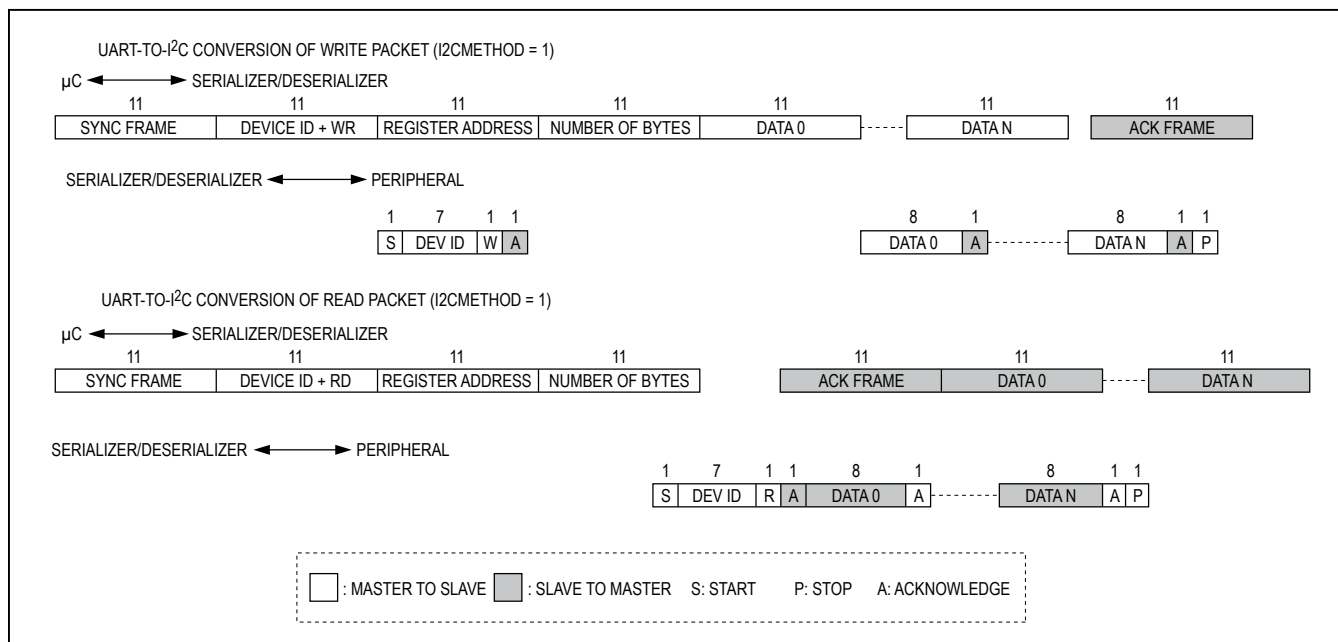 UART-TO-I2C CONVERSION OF WRITE PACKET (I2CMETHOD = 1)
µC SERIALIZER/DESERIALIZER
11 11 11 11 11 11 11
SYNC FRAME DEVICE ID + WR REGISTER ADDRESS NUMBER OF BYTES DATA 0 DATA N ACK FRAME
SERIALIZER/DESERIALIZER PERIPHERAL
1 7 1 1 8 1 8 1 1
S DEV ID W A DATA 0 A DATA N A P
UART-TO-I2C CONVERSION OF READ PACKET (I2CMETHOD = 1)
µC SERIALIZER/DESERIALIZER
11 11 11 11 11 11 11
SYNC FRAME DEVICE ID + RD REGISTER ADDRESS NUMBER OF BYTES ACK FRAME DATA 0 DATA N
SERIALIZER/DESERIALIZER PERIPHERAL
1 7 1 1 8 1 8 1 1
S DEV ID R A DATA 0 A DATA N A P
: MASTER TO SLAVE : SLAVE TO MASTER S: START P: STOP A: ACKNOWLEDGE